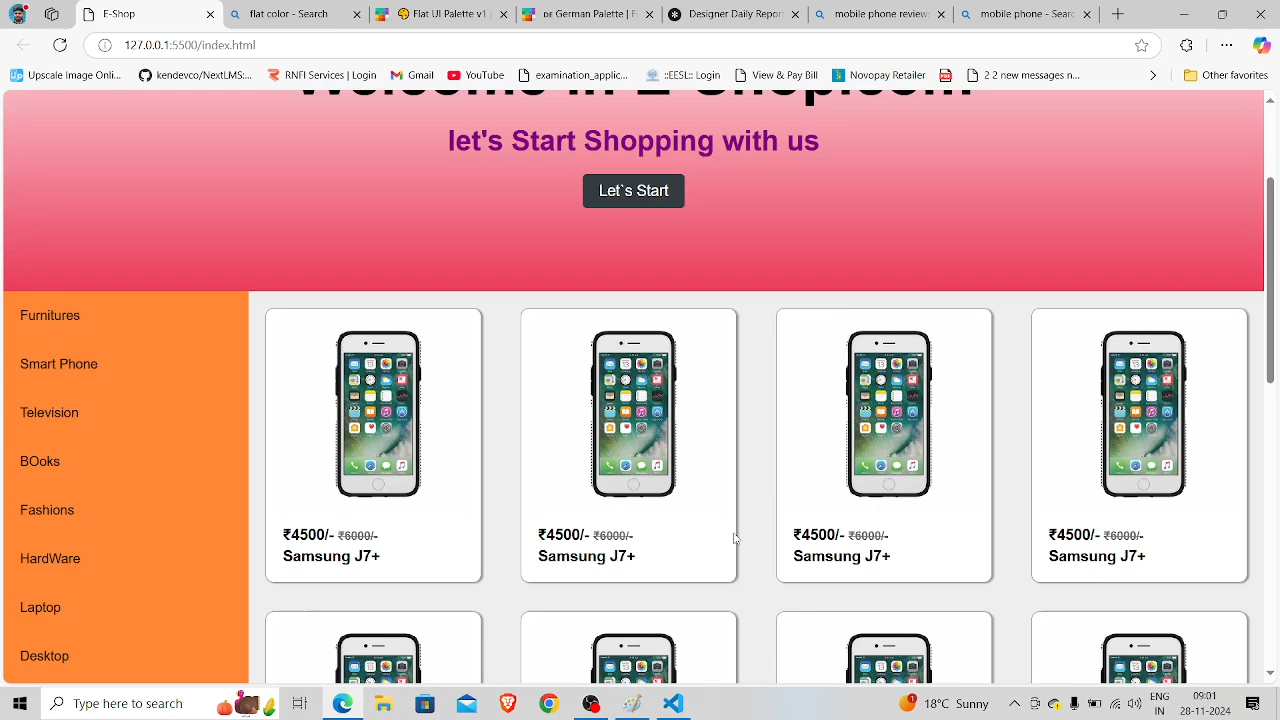 E-Shop
flat color - Search
Flat UI Palette v1
German Palette F
Design Daily Report
mobile phone review
mobile phone - Sear
127.0.0.1:5500/index.html
Upscale Image Onli...
kendevco/NextLMS...
RNFI Services | Login
Gmail
YouTube
examination_applic...
::EESL:: Login
View & Pay Bill
Novopay Retailer
2.2 new messages n...
Other favorites
let's Start Shopping with us
Let`s Start
Furnitures
Smart Phone
Television
BOoks
Fashions
HardWare
Laptop
Desktop
₹4500/- ₹6000/-
Samsung J7+
₹4500/- ₹6000/-
Samsung J7+
₹4500/- ₹6000/-
Samsung J7+
₹4500/- ₹6000/-
Samsung J7+
Type here to search
18°C Sunny
ENG
IN
09:01
28-11-2024